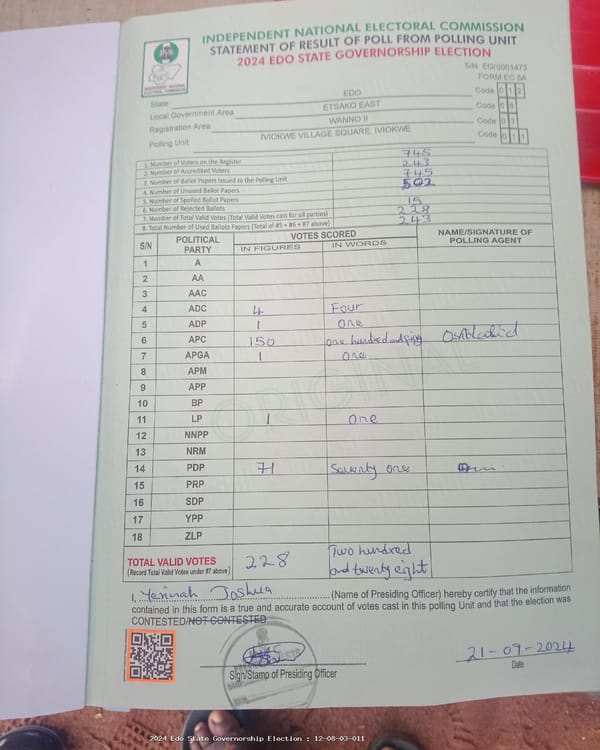 INDEPENDENT NATIONAL ELECTORAL COMMISSION
STATEMENT OF RESULT OF POLL FROM POLLING UNIT
2024 EDO STATE GOVERNORSHIP ELECTION
S/N: EG/0001473
FORM EC 8A
State EDO Code 0 1 2
Local Government Area ETSAKO EAST Code 0 8
Registration Area WANNO II Code 0 3
Polling Unit IVIOKWE VILLAGE SQUARE, IVIOKWE Code 0 1 1
1. Number of Voters on the Register 745
2. Number of Accredited Voters 243
3. Number of Ballot Papers Issued to the Polling Unit 745
4. Number of Unused Ballot Papers 502
5. Number of Spoiled Ballot Papers
6. Number of Rejected Ballots 15
7. Number of Total Valid Votes (Total Valid Votes cast for all parties) 228
8. Total Number of Used Ballots Papers (Total of #5 + #6 + #7 above) 243
S/N POLITICAL PARTY VOTES SCORED NAME/SIGNATURE OF POLLING AGENT
IN FIGURES IN WORDS
1 A
2 AA
3 AAC
4 ADC 4 Four
5 ADP 1 one
6 APC 150 one hundred and fifty
7 APGA 1 one
8 APM
9 APP
10 BP
11 LP 1 one
12 NNPP
13 NRM
14 PDP 71 Seventy one
15 PRP
16 SDP
17 YPP
18 ZLP
ORIGINAL
TOTAL VALID VOTES 228 Two hundred
(Record Total Valid Votes under #7 above) and twenty eight
I, Joshua (Name of Presiding Officer) hereby certify that the information
contained in this form is a true and accurate account of votes cast in this polling Unit and that the election was
CONTESTED/NOT CONTESTED
Sign/Stamp of Presiding Officer
21-09-2024
Date
2024 Edo State Governorship Election : 12-08-03-011